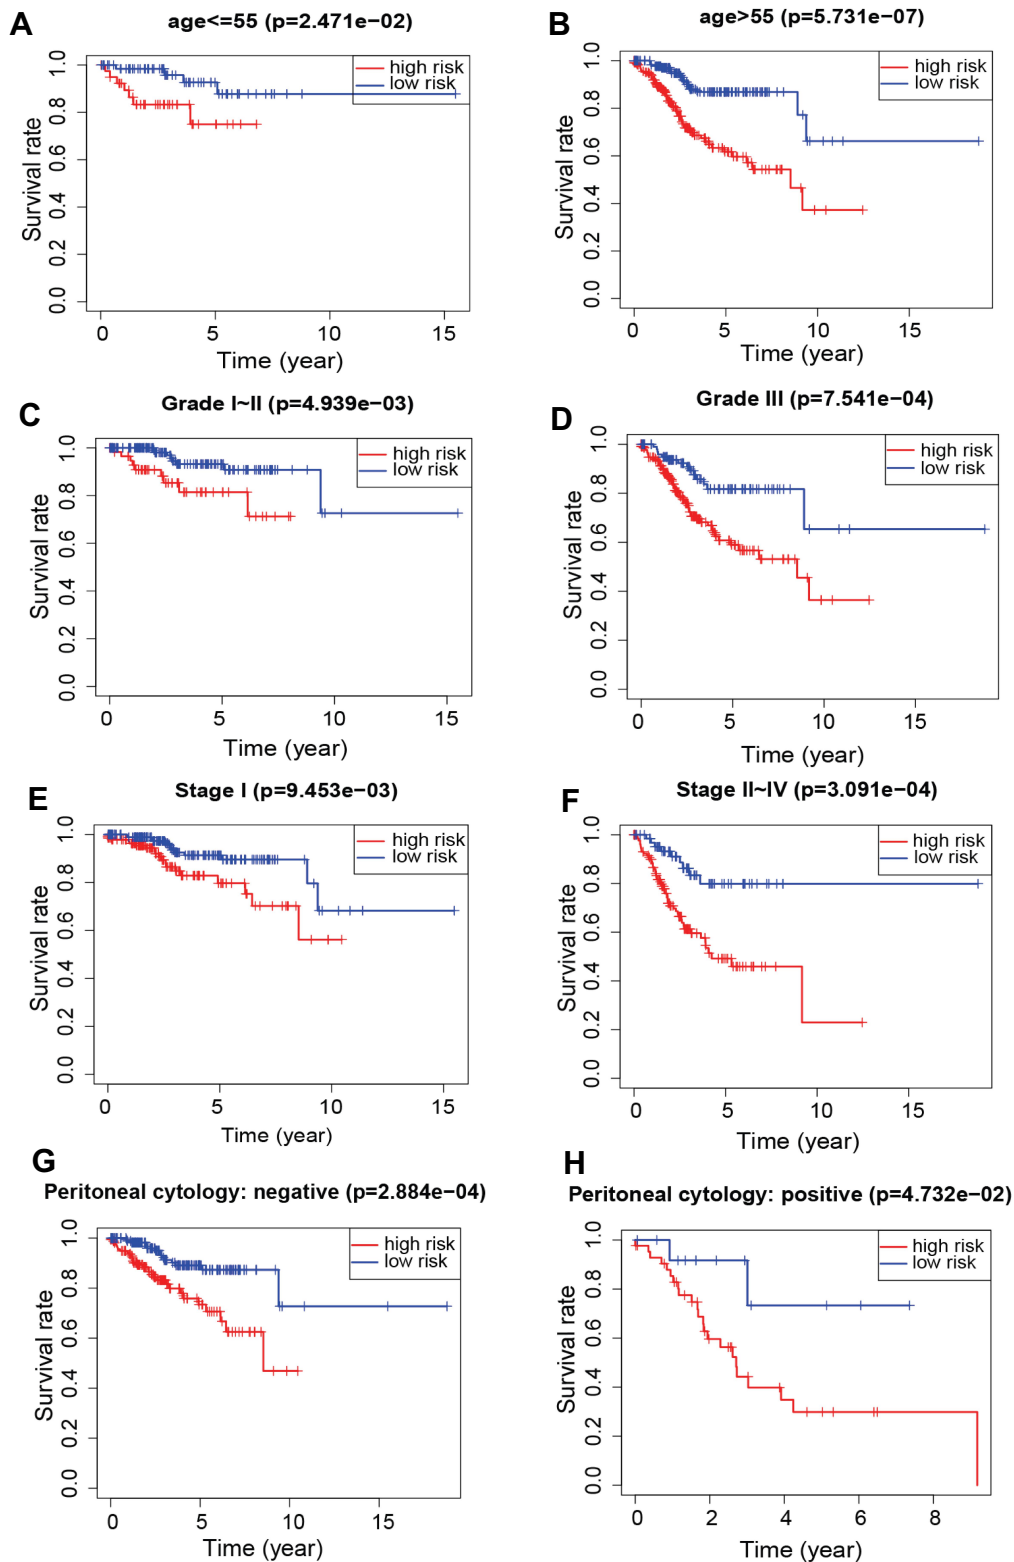 A
age<=55 (p=2.471e−02)
Survival rate
0.0 0.2 0.4 0.6 0.8 1.0
high risk
low risk
0 5 10 15
Time (year)
B
age>55 (p=5.731e−07)
Survival rate
0.0 0.2 0.4 0.6 0.8 1.0
high risk
low risk
0 5 10 15
Time (year)
C
Grade I~II (p=4.939e−03)
Survival rate
0.0 0.2 0.4 0.6 0.8 1.0
high risk
low risk
0 5 10 15
Time (year)
D
Grade III (p=7.541e−04)
Survival rate
0.0 0.2 0.4 0.6 0.8 1.0
high risk
low risk
0 5 10 15
Time (year)
E
Stage I (p=9.453e−03)
Survival rate
0.0 0.2 0.4 0.6 0.8 1.0
high risk
low risk
0 5 10 15
Time (year)
F
Stage II~IV (p=3.091e−04)
Survival rate
0.0 0.2 0.4 0.6 0.8 1.0
high risk
low risk
0 5 10 15
Time (year)
G
Peritoneal cytology: negative (p=2.884e−04)
Survival rate
0.0 0.2 0.4 0.6 0.8 1.0
high risk
low risk
0 5 10 15
Time (year)
H
Peritoneal cytology: positive (p=4.732e−02)
Survival rate
0.0 0.2 0.4 0.6 0.8 1.0
high risk
low risk
0 2 4 6 8
Time (year)